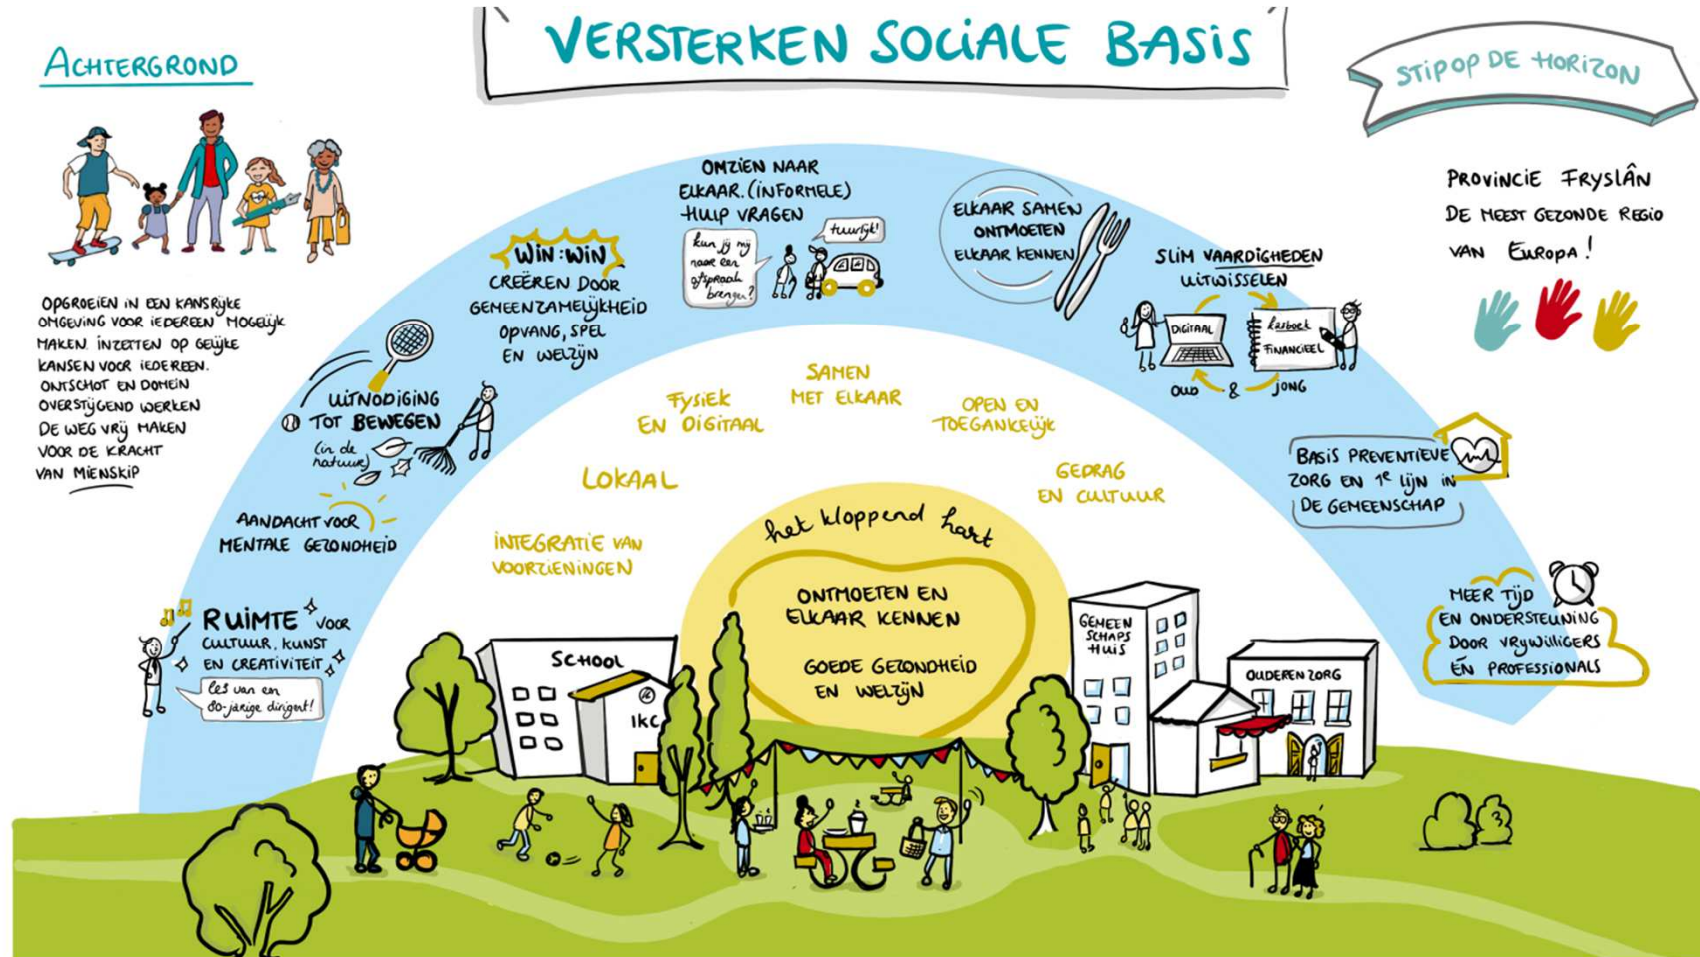 VERSTERKEN SOCIALE BASIS
ACHTERGROND
OPGROEIEN IN EEN KANSRIJKE
OMGEVING VOOR IEDEREEN MOGELIJK
MAKEN. INZETTEN OP GELIJKE
KANSEN VOOR IEDEREEN.
ONTSCHOT EN DOMEIN
OVERSTIJGEND WERKEN
DE WEG VRIJ MAKEN
VOOR DE KRACHT
VAN MIENSKIP
STIP OP DE HORIZON
PROVINCIE FRYSLÂN
DE MEEST GEZONDE REGIO
VAN EUROPA!
RUIMTE VOOR
CULTUUR, KUNST
EN CREATIVITEIT
les van en
80-jarige dirigent!
AANDACHT VOOR
MENTALE GEZONDHEID
UITNODIGING
TOT BEWEGEN
(in de
natuur)
WIN:WIN
CREËREN DOOR
GEMEENZAMELIJKHEID
OPVANG, SPEL
EN WELZIJN
OMZIEN NAAR
ELKAAR. (INFORMELE)
HULP VRAGEN
kun jij mij
naar een
afspraak
brengen?
tuurlijk!
ELKAAR SAMEN
ONTMOETEN
ELKAAR KENNEN
SLIM VAARDIGHEDEN
UITWISSELEN
DIGITAAL
kasboek
FINANCIEEL
OUD & JONG
BASIS PREVENTIEVE
ZORG EN 1e LIJN IN
DE GEMEENSCHAP
MEER TIJD
EN ONDERSTEUNING
DOOR VRIJWILLIGERS
ÉN PROFESSIONALS
INTEGRATIE VAN
VOORZIENINGEN
LOKAAL
FYSIEK
EN DIGITAAL
SAMEN
MET ELKAAR
OPEN EN
TOEGANKELIJK
GEDRAG
EN CULTUUR
het kloppend hart
ONTMOETEN EN
ELKAAR KENNEN
GOEDE GEZONDHEID
EN WELZIJN
SCHOOL
IKC
GEMEEN
SCHAPS
HUIS
OUDERENZORG